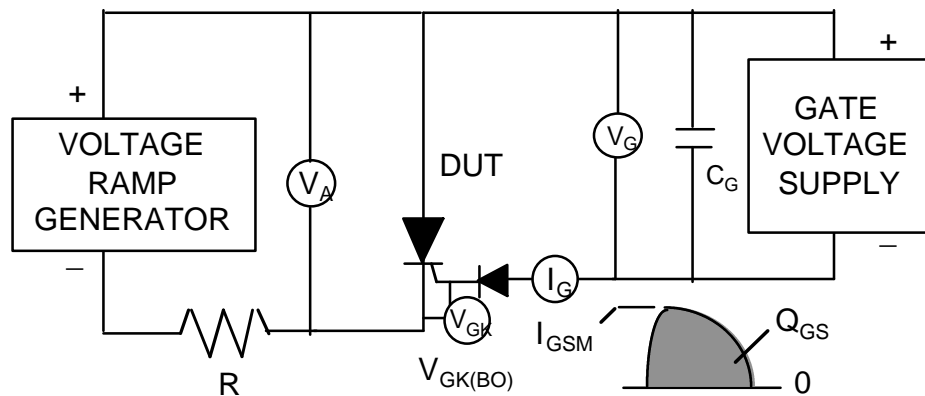 +
VOLTAGE
RAMP
GENERATOR
–
R
V_A
DUT
V_GK
V_GK(BO)
I_G
V_G
C_G
+
GATE
VOLTAGE
SUPPLY
–
I_GSM
Q_GS
0